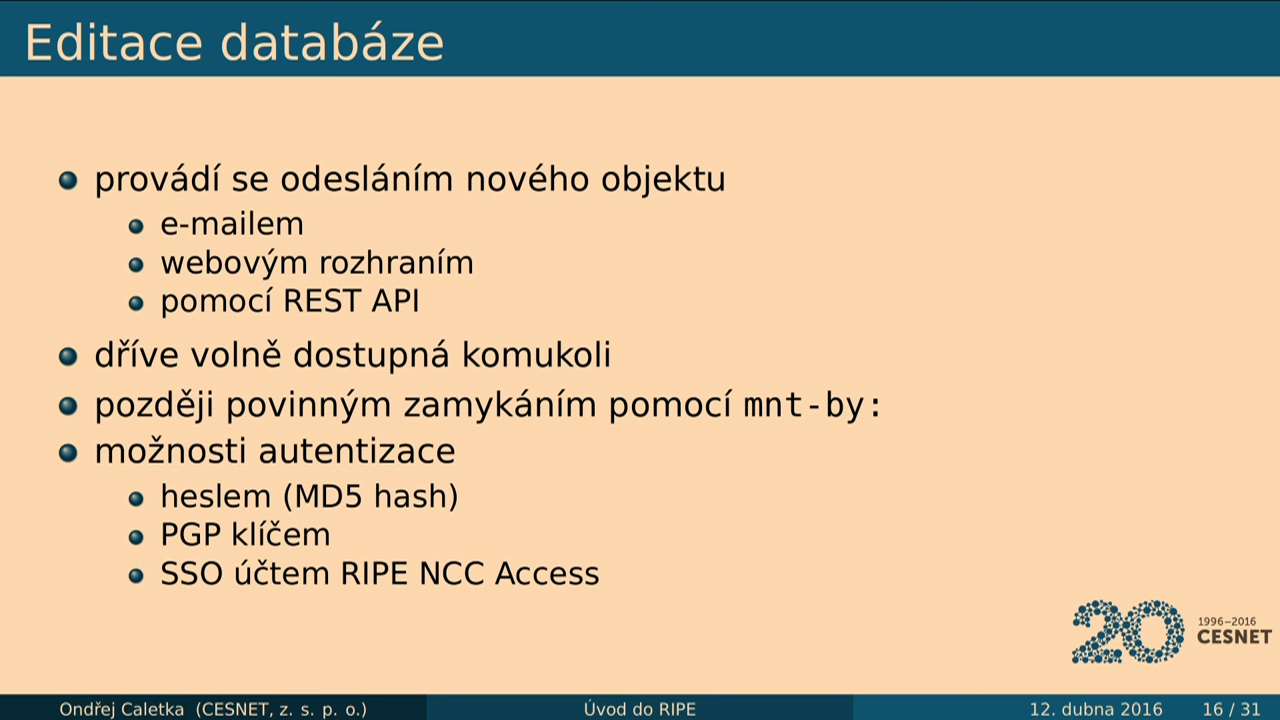 Editace databáze
provádí se odesláním nového objektu
e-mailem
webovým rozhraním
pomocí REST API
dříve volně dostupná komukoli
později povinným zamykáním pomocí mnt-by:
možnosti autentizace
heslem (MD5 hash)
PGP klíčem
SSO účtem RIPE NCC Access
20 1996–2016
CESNET
Ondřej Caletka (CESNET, z. s. p. o.) Úvod do RIPE 12. dubna 2016 16 / 31